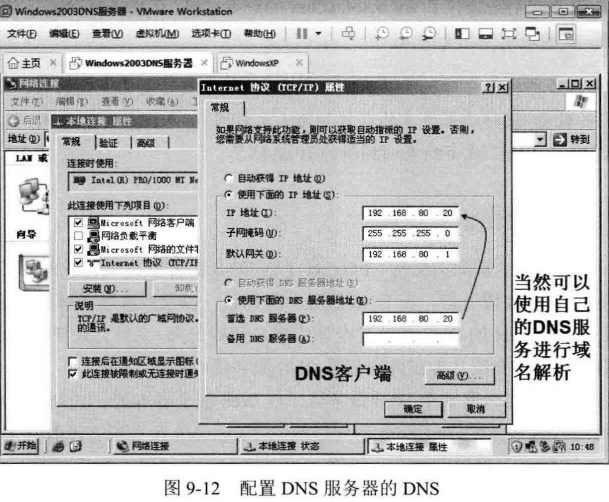 Windows2003DNS服务器 - VMware Workstation
文件(F) 编辑(E) 查看(V) 虚拟机(M) 选项卡(T) 帮助(H)
主页 Windows2003DNS服务器 WindowsXP
网络连接
文件(F) 编辑(E) 查看(V) 收藏(A)
后退
地址(D) 转到
LAN 或
向导
本地连接 属性
常规 验证 高级
连接时使用:
Intel(R) PRO/1000 MT Ne
此连接使用下列项目(O):
Microsoft 网络客户端
网络负载平衡
Microsoft 网络的文件和
Internet 协议 (TCP/IP
安装(N)... 卸载
说明
TCP/IP 是默认的广域网协议。
的通讯。
连接后在通知区域显示图标(
此连接被限制或无连接时通知
Internet 协议 (TCP/IP) 属性
常规
如果网络支持此功能，则可以获取自动指派的 IP 设置。否则，
您需要从网络系统管理员处获得适当的 IP 设置。
自动获得 IP 地址(O)
使用下面的 IP 地址(S):
IP 地址(I): 192 .168 . 80 . 20
子网掩码(U): 255 .255 .255 . 0
默认网关(D): 192 .168 . 80 . 1
自动获得 DNS 服务器地址(B)
使用下面的 DNS 服务器地址(E):
首选 DNS 服务器(P): 192 .168 . 80 . 20
备用 DNS 服务器(A): . . .
DNS客户端
高级(V)...
确定 取消
当然可以
使用自己
的DNS服
务进行域
名解析
开始 网络连接 本地连接 状态 本地连接 属性 10:48
图 9-12 配置 DNS 服务器的 DNS